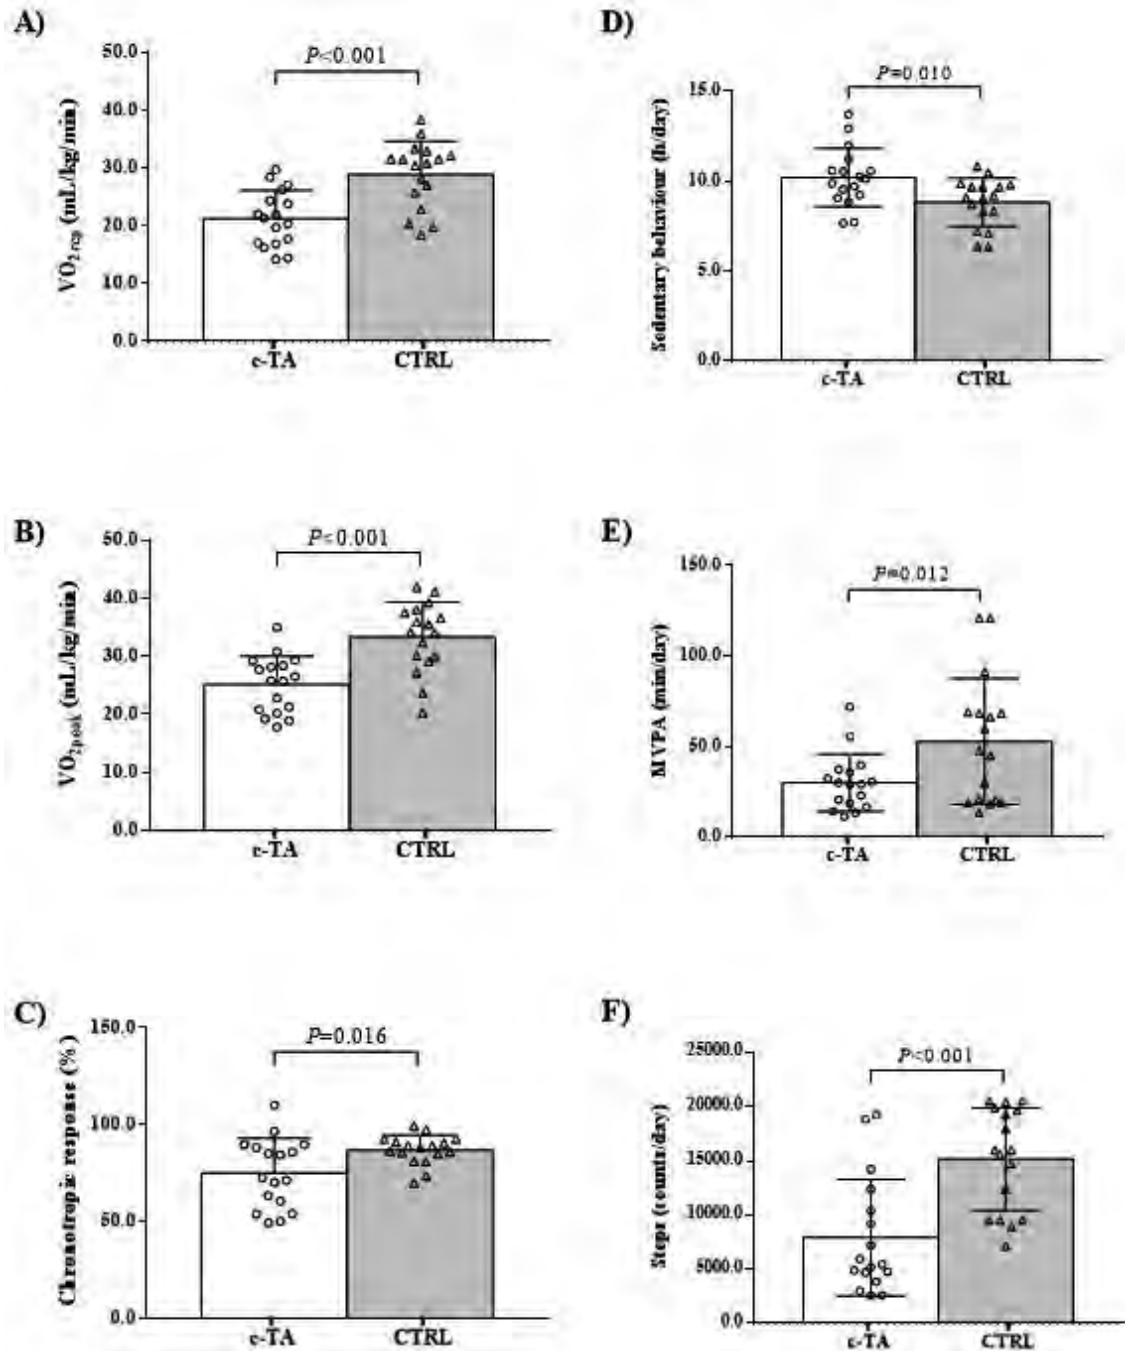 A)
P<0.001
50.0
40.0
30.0
20.0
10.0
0.0
VO2rcp (mL/kg/min)
c-TA
CTRL
D)
P=0.010
15.0
10.0
5.0
0.0
Sedentary behaviour (h/day)
c-TA
CTRL
B)
P<0.001
50.0
40.0
30.0
20.0
10.0
0.0
VO2peak (mL/kg/min)
c-TA
CTRL
E)
P=0.012
150.0
100.0
50.0
0.0
MVPA (min/day)
c-TA
CTRL
C)
P=0.016
150.0
100.0
50.0
0.0
Chronotropic response (%)
c-TA
CTRL
F)
P<0.001
25000.0
20000.0
15000.0
10000.0
5000.0
0.0
Steps (counts/day)
c-TA
CTRL